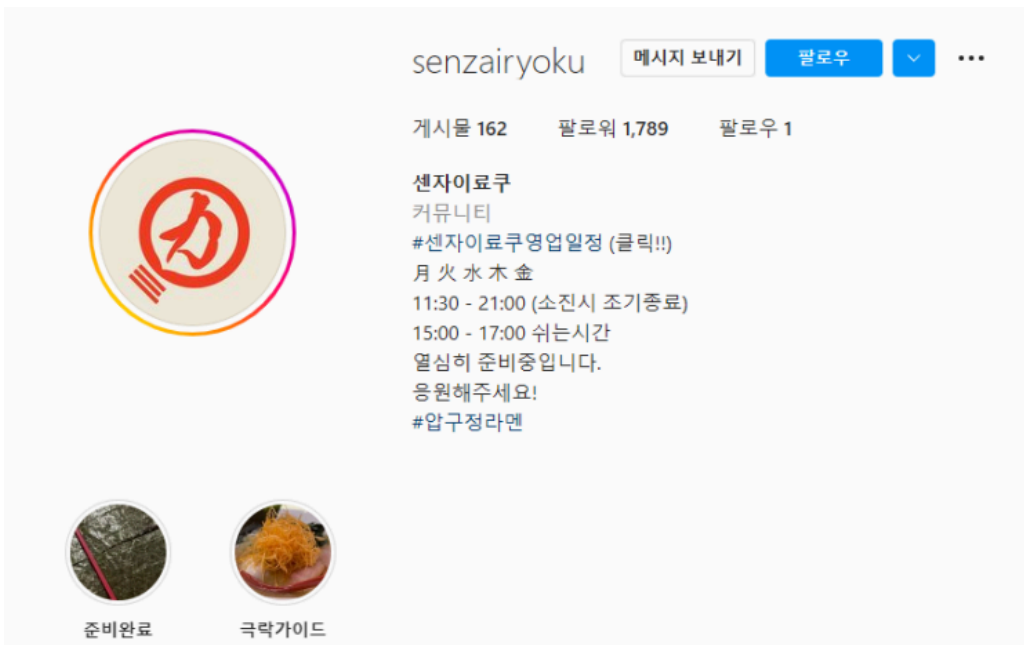 senzairyoku 메시지 보내기 팔로우
게시물 162 팔로워 1,789 팔로우 1
센자이료쿠
커뮤니티
#센자이료쿠영업일정 (클릭!!)
月 火 水 木 金
11:30 - 21:00 (소진시 조기종료)
15:00 - 17:00 쉬는시간
열심히 준비중입니다.
응원해주세요!
#압구정라멘
力
준비완료 극락가이드